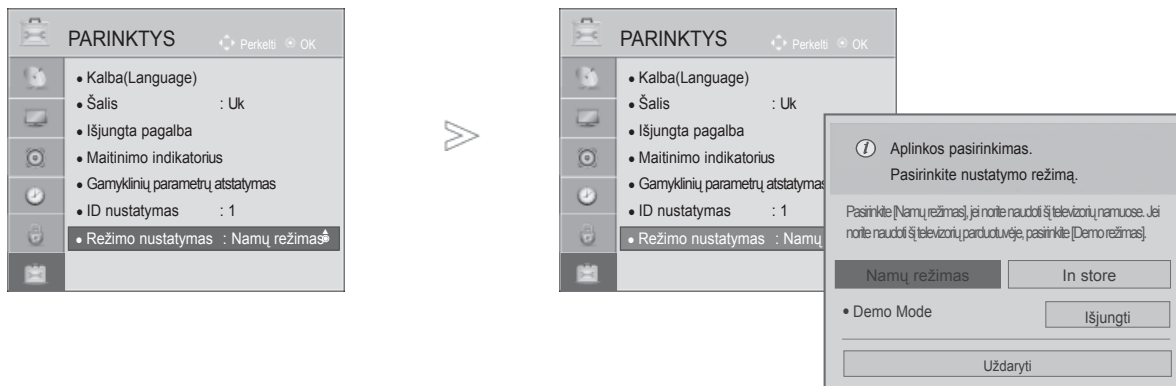 PARINKTYS
Perkelti OK
• Kalba(Language)
• Šalis : Uk
• Išjungta pagalba
• Maitinimo indikatorius
• Gamyklinių parametrų atstatymas
• ID nustatymas : 1
• Režimo nustatymas : Namų režimas
>>
PARINKTYS
Perkelti OK
• Kalba(Language)
• Šalis : Uk
• Išjungta pagalba
• Maitinimo indikatorius
• Gamyklinių parametrų atstatymas
• ID nustatymas : 1
• Režimo nustatymas : Namų
i Aplinkos pasirinkimas.
Pasirinkite nustatymo režimą.
Pasirinkite [Namų režimas], jei norite naudoti šį televizorių namuose. Jei
norite naudoti šį televizorių parduotuvėje, pasirinkite [Demo režimas].
Namų režimas In store
• Demo Mode Išjungti
Uždaryti